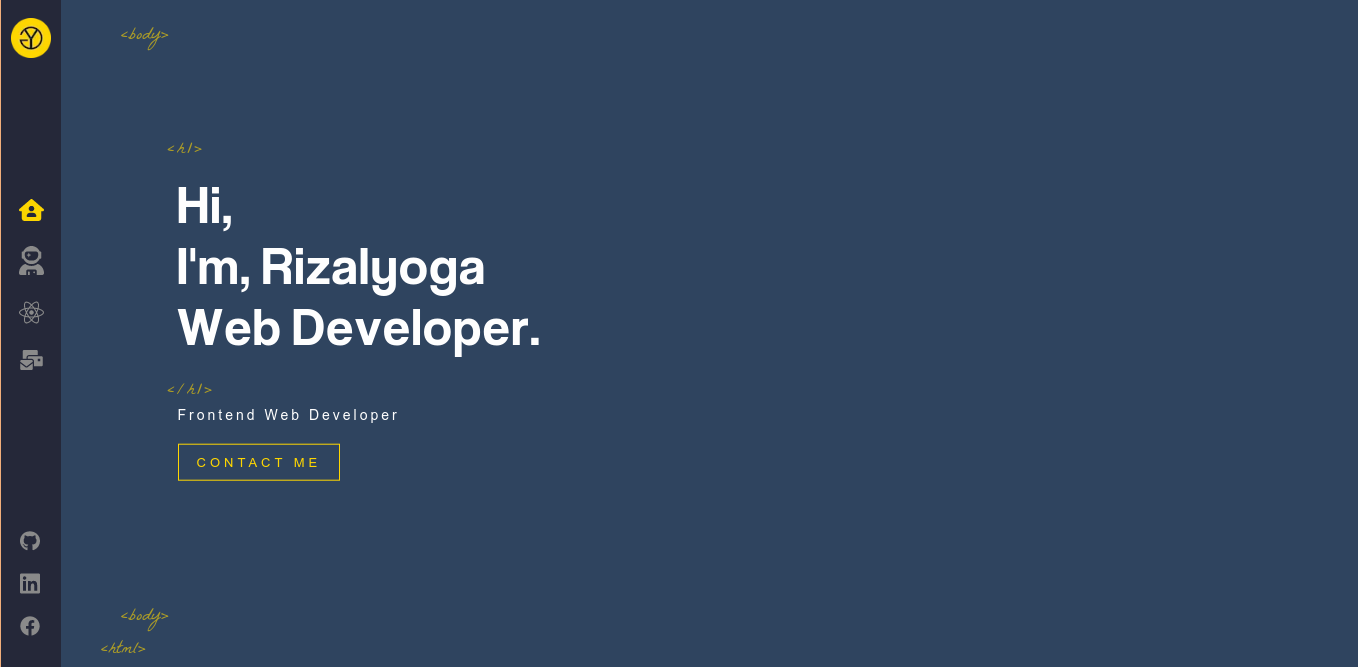 <body>
<h1>
Hi,
I'm, Rizalyoga
Web Developer.
</h1>
Frontend Web Developer
CONTACT ME
<body>
<html>